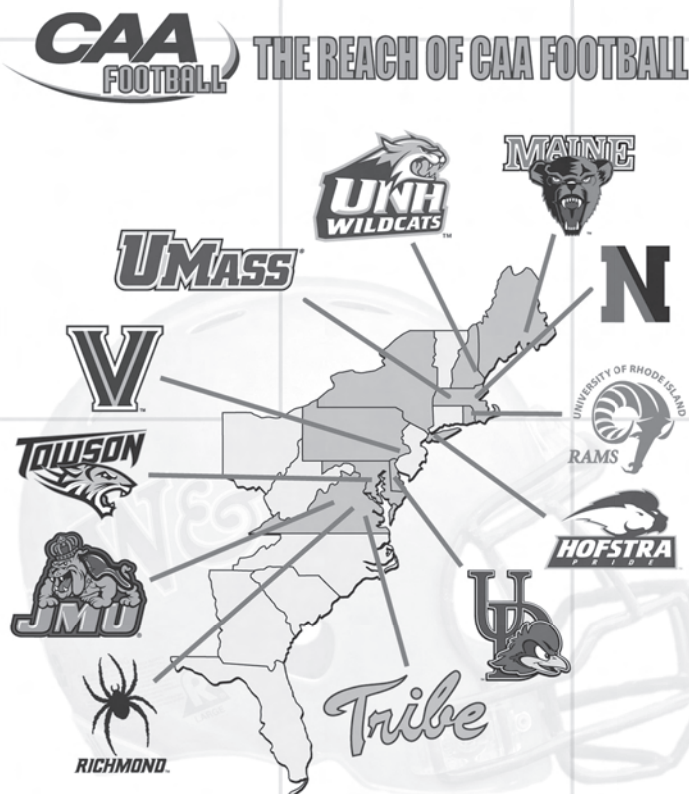 CAA
FOOTBALL
THE REACH OF CAA FOOTBALL
UNH
WILDCATS
TM
MAINE
UMASS
N
V
UNIVERSITY OF RHODE ISLAND
RAMS
TOWSON
HOFSTRA
PRIDE
JMU
UD
Tribe
RICHMOND
W&